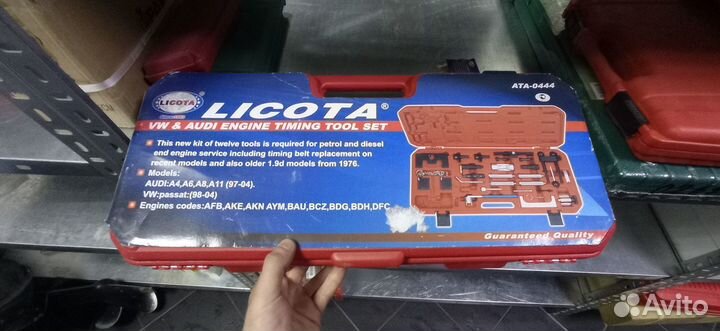 LICOTA
LICOTA®
ATA-0444
VW & AUDI ENGINE TIMING TOOL SET
This new kit of twelve tools is required for petrol and diesel
end engine service including timing belt replacement on
recent models and also older 1.9d models from 1976.
Models:
AUDI:A4,A6,A8,A11 (97-04).
VW:passat:(98-04)
Engines codes:AFB,AKE,AKN AYM,BAU,BCZ,BDG,BDH,DFC
Guaranteed Quality
Avito